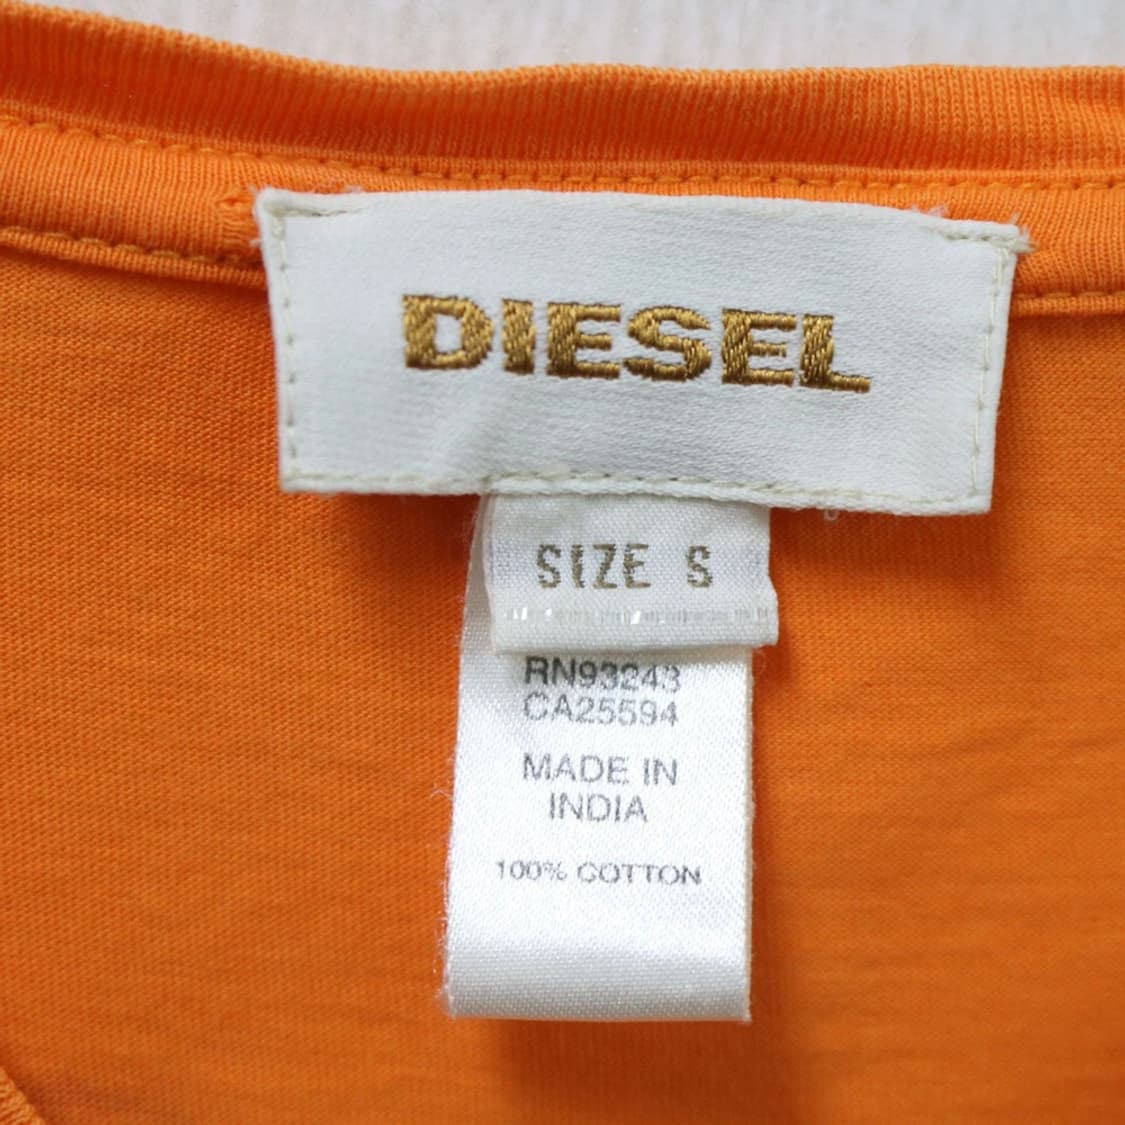 DIESEL
SIZE S
RN93243
CA25594
MADE IN
INDIA
100% COTTON